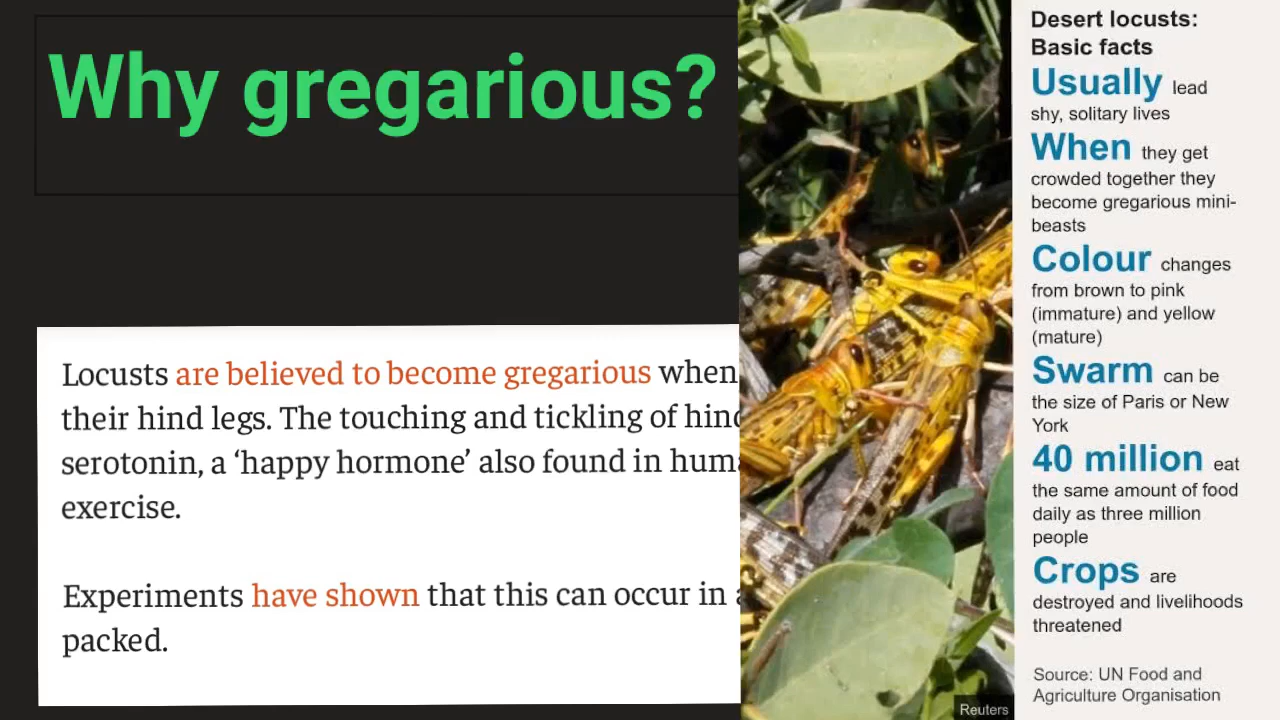 Why gregarious?
Locusts are believed to become gregarious when
their hind legs. The touching and tickling of
serotonin, a ‘happy hormone’ also found in
exercise.
Experiments have shown that this can occur in
packed.
Desert locusts:
Basic facts
Usually lead
shy, solitary lives
When they get
crowded together they
become gregarious mini-
beasts
Colour changes
from brown to pink
(immature) and yellow
(mature)
Swarm can be
the size of Paris or New
York
40 million eat
the same amount of food
daily as three million
people
Crops are
destroyed and livelihoods
threatened
Source: UN Food and
Agriculture Organisation
Reuters